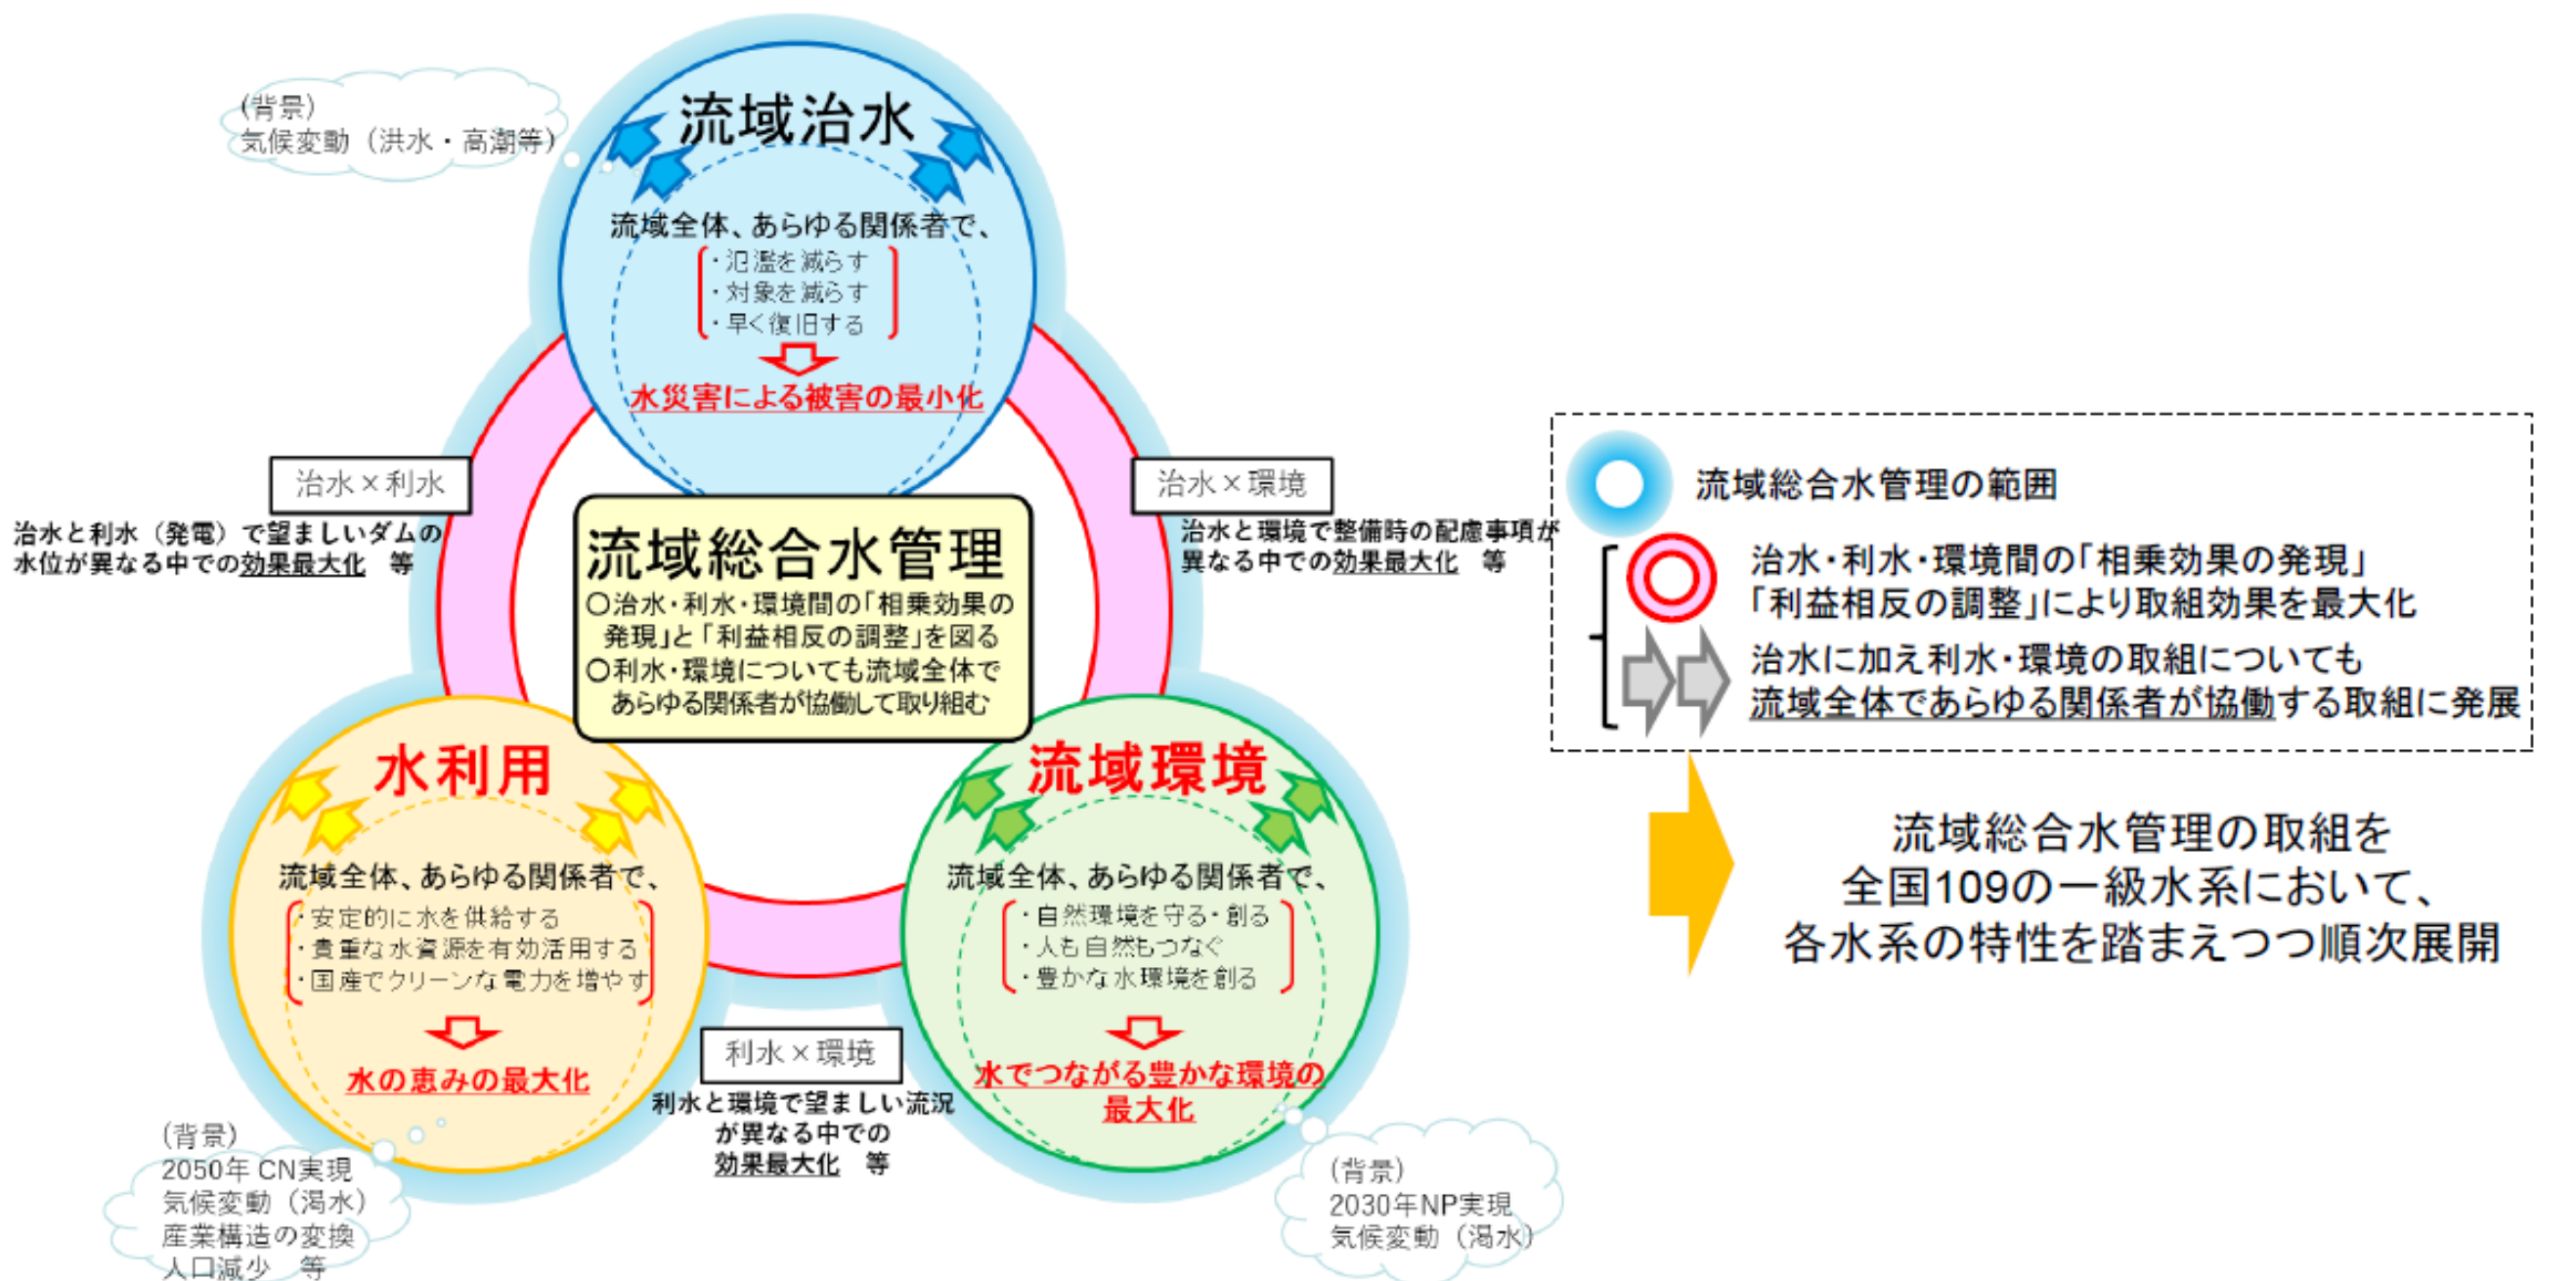 (背景)
気候変動（洪水・高潮等）
流域治水
流域全体、あらゆる関係者で、
・氾濫を減らす
・対象を減らす
・早く復旧する
水災害による被害の最小化
治水×利水
治水と利水（発電）で望ましいダムの
水位が異なる中での効果最大化　等
治水×環境
治水と環境で整備時の配慮事項が
異なる中での効果最大化　等
流域総合水管理
〇治水・利水・環境間の「相乗効果の
発現」と「利益相反の調整」を図る
〇利水・環境についても流域全体で
あらゆる関係者が協働して取り組む
水利用
流域全体、あらゆる関係者で、
・安定的に水を供給する
・貴重な水資源を有効活用する
・国産でクリーンな電力を増やす
水の恵みの最大化
(背景)
2050年 CN実現
気候変動（渇水）
産業構造の変換
人口減少　等
利水×環境
利水と環境で望ましい流況
が異なる中での
効果最大化　等
流域環境
流域全体、あらゆる関係者で、
・自然環境を守る・創る
・人も自然もつなぐ
・豊かな水環境を創る
水でつながる豊かな環境の
最大化
(背景)
2030年NP実現
気候変動（渇水）
流域総合水管理の範囲
治水・利水・環境間の「相乗効果の発現」
「利益相反の調整」により取組効果を最大化
治水に加え利水・環境の取組についても
流域全体であらゆる関係者が協働する取組に発展
流域総合水管理の取組を
全国109の一級水系において、
各水系の特性を踏まえつつ順次展開